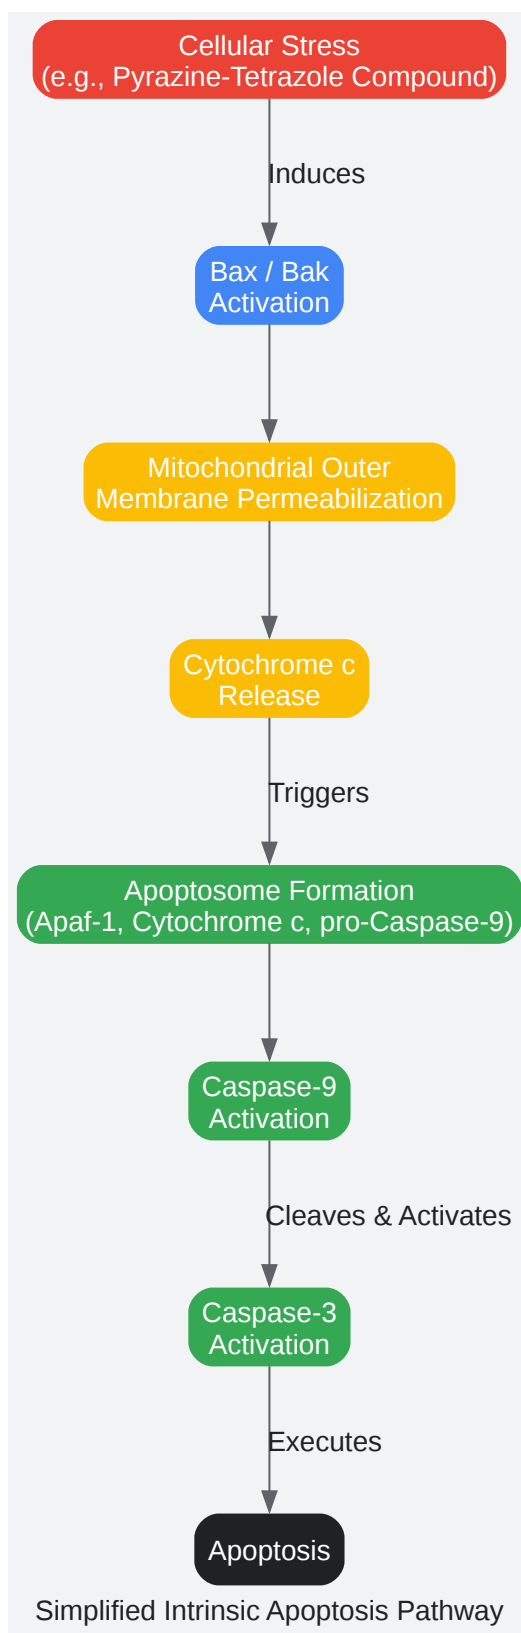 Cellular Stress
(e.g., Pyrazine-Tetrazole Compound)
Induces
Bax / Bak
Activation
Mitochondrial Outer
Membrane Permeabilization
Cytochrome c
Release
Triggers
Apoptosome Formation
(Apaf-1, Cytochrome c, pro-Caspase-9)
Caspase-9
Activation
Cleaves & Activates
Caspase-3
Activation
Executes
Apoptosis
Simplified Intrinsic Apoptosis Pathway